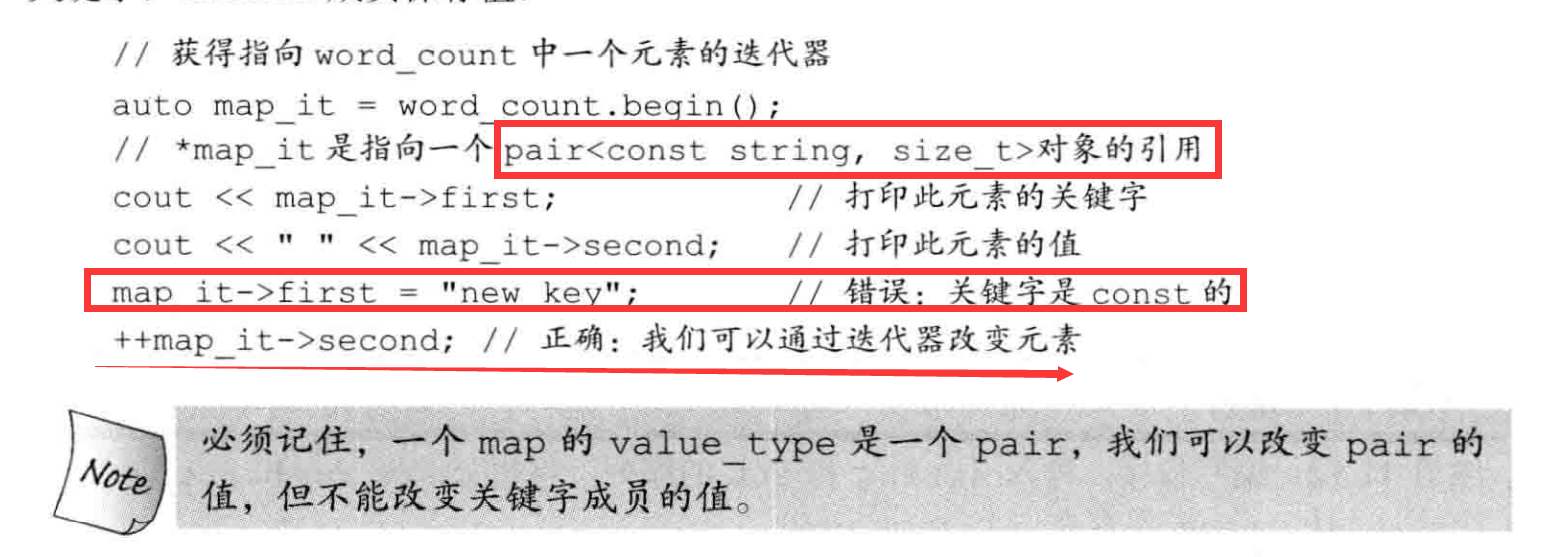 // 获得指向 word_count 中一个元素的迭代器
auto map_it = word_count.begin();
// *map_it 是指向一个 pair<const string, size_t>对象的引用
cout << map_it->first; // 打印此元素的关键字
cout << " " << map_it->second; // 打印此元素的值
map_it->first = "new key"; // 错误：关键字是 const 的
++map_it->second; // 正确：我们可以通过迭代器改变元素
Note
必须记住，一个 map 的 value_type 是一个 pair，我们可以改变 pair 的
值，但不能改变关键字成员的值。